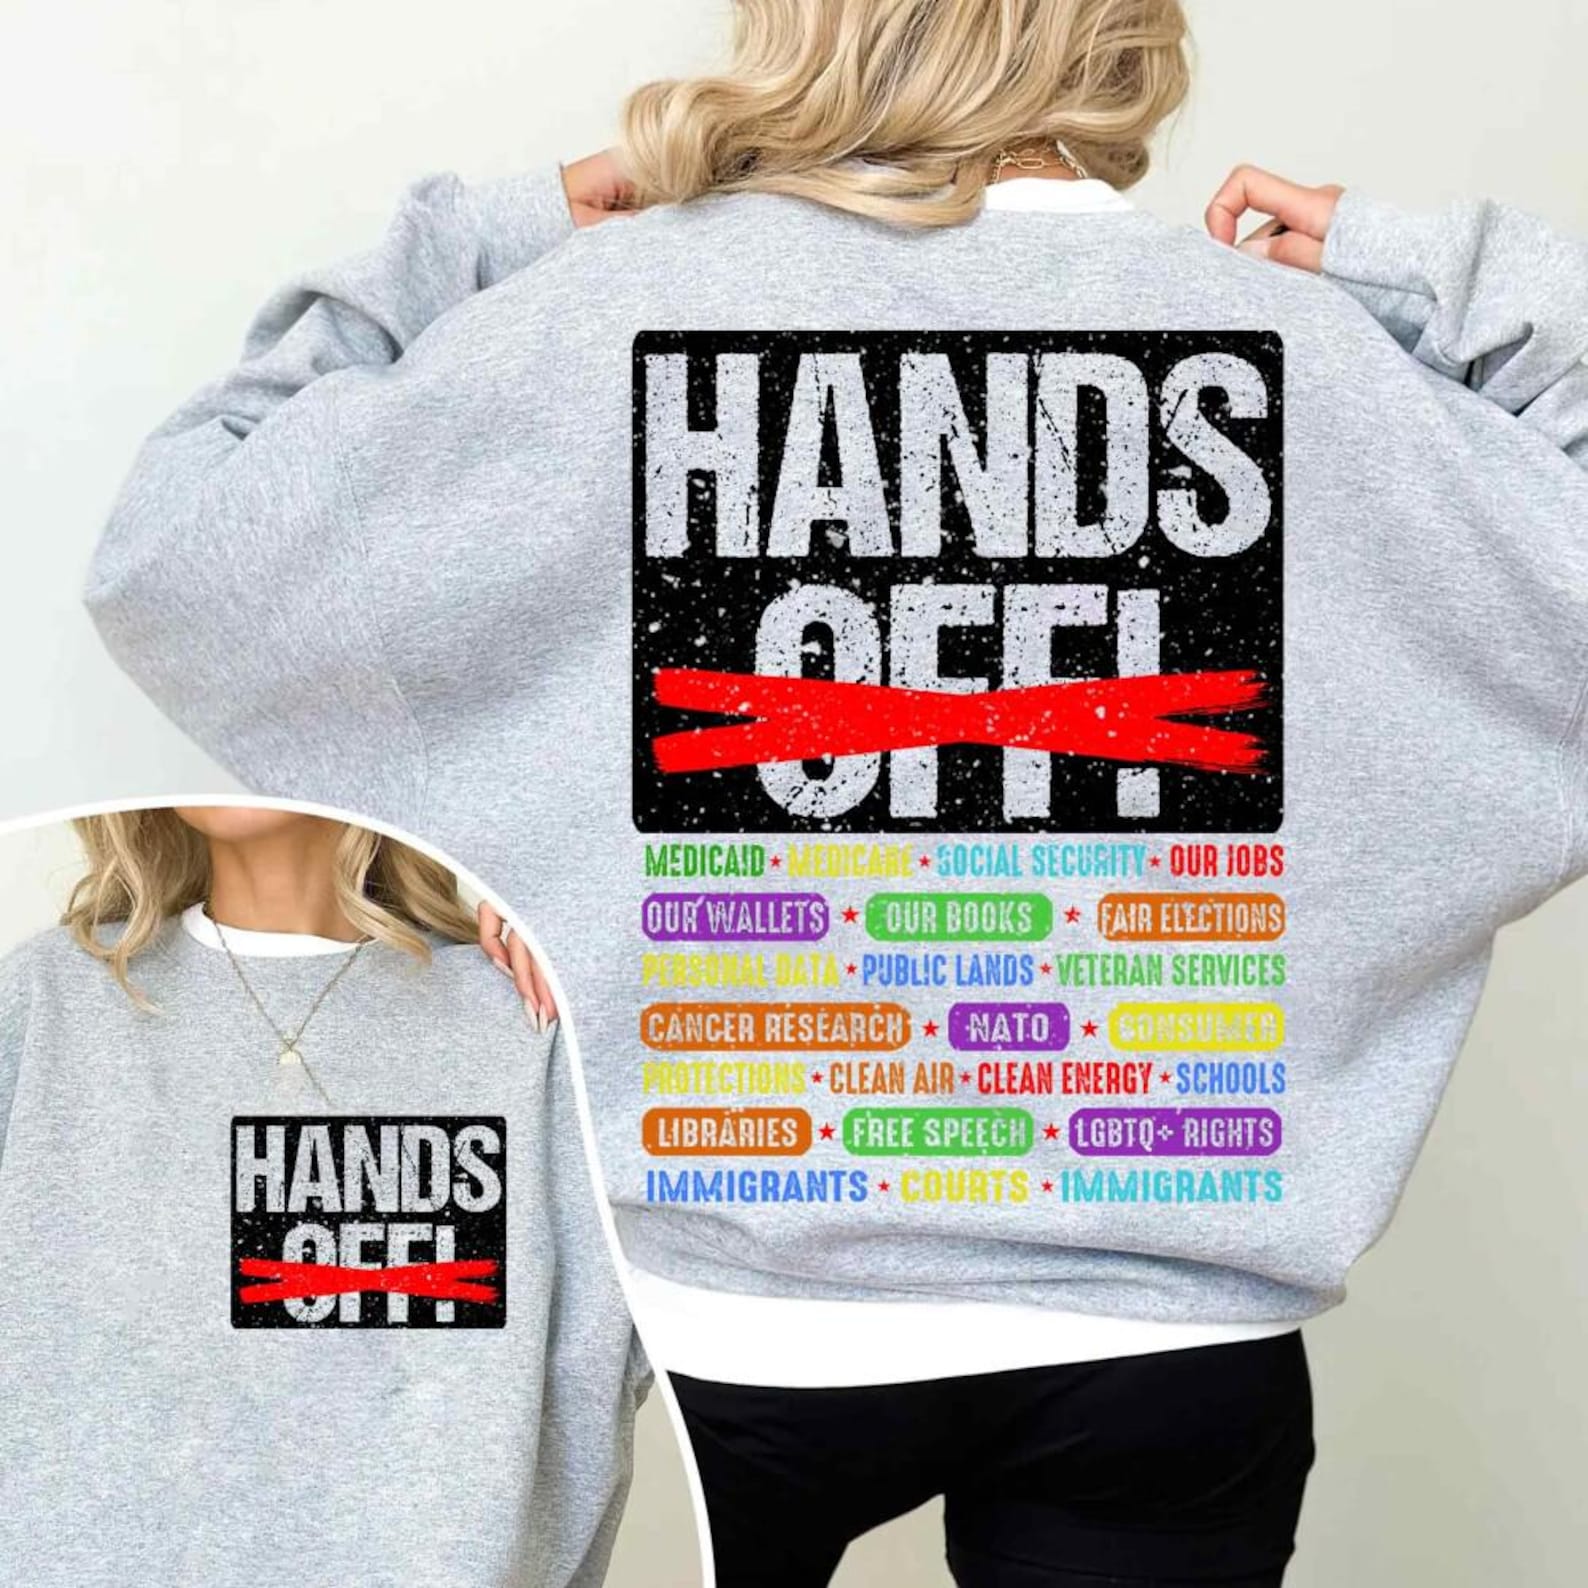 HANDS
OFF!
MEDICAID ★ MEDICARE ★ SOCIAL SECURITY ★ OUR JOBS
OUR WALLETS ★ OUR BOOKS ★ FAIR ELECTIONS
PERSONAL DATA ★ PUBLIC LANDS ★ VETERAN SERVICES
CANCER RESEARCH ★ NATO ★ CONSUMER
PROTECTIONS ★ CLEAN AIR ★ CLEAN ENERGY ★ SCHOOLS
LIBRARIES ★ FREE SPEECH ★ LGBTQ+ RIGHTS
IMMIGRANTS ★ COURTS ★ IMMIGRANTS
HANDS
OFF!